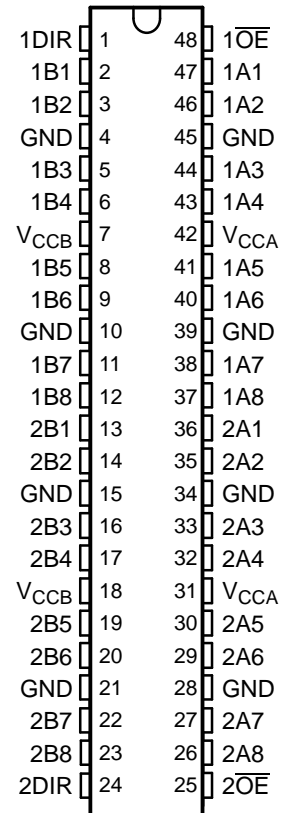 1DIR 1 48 1O̅E̅
1B1 2 47 1A1
1B2 3 46 1A2
GND 4 45 GND
1B3 5 44 1A3
1B4 6 43 1A4
VCCB 7 42 VCCA
1B5 8 41 1A5
1B6 9 40 1A6
GND 10 39 GND
1B7 11 38 1A7
1B8 12 37 1A8
2B1 13 36 2A1
2B2 14 35 2A2
GND 15 34 GND
2B3 16 33 2A3
2B4 17 32 2A4
VCCB 18 31 VCCA
2B5 19 30 2A5
2B6 20 29 2A6
GND 21 28 GND
2B7 22 27 2A7
2B8 23 26 2A8
2DIR 24 25 2O̅E̅